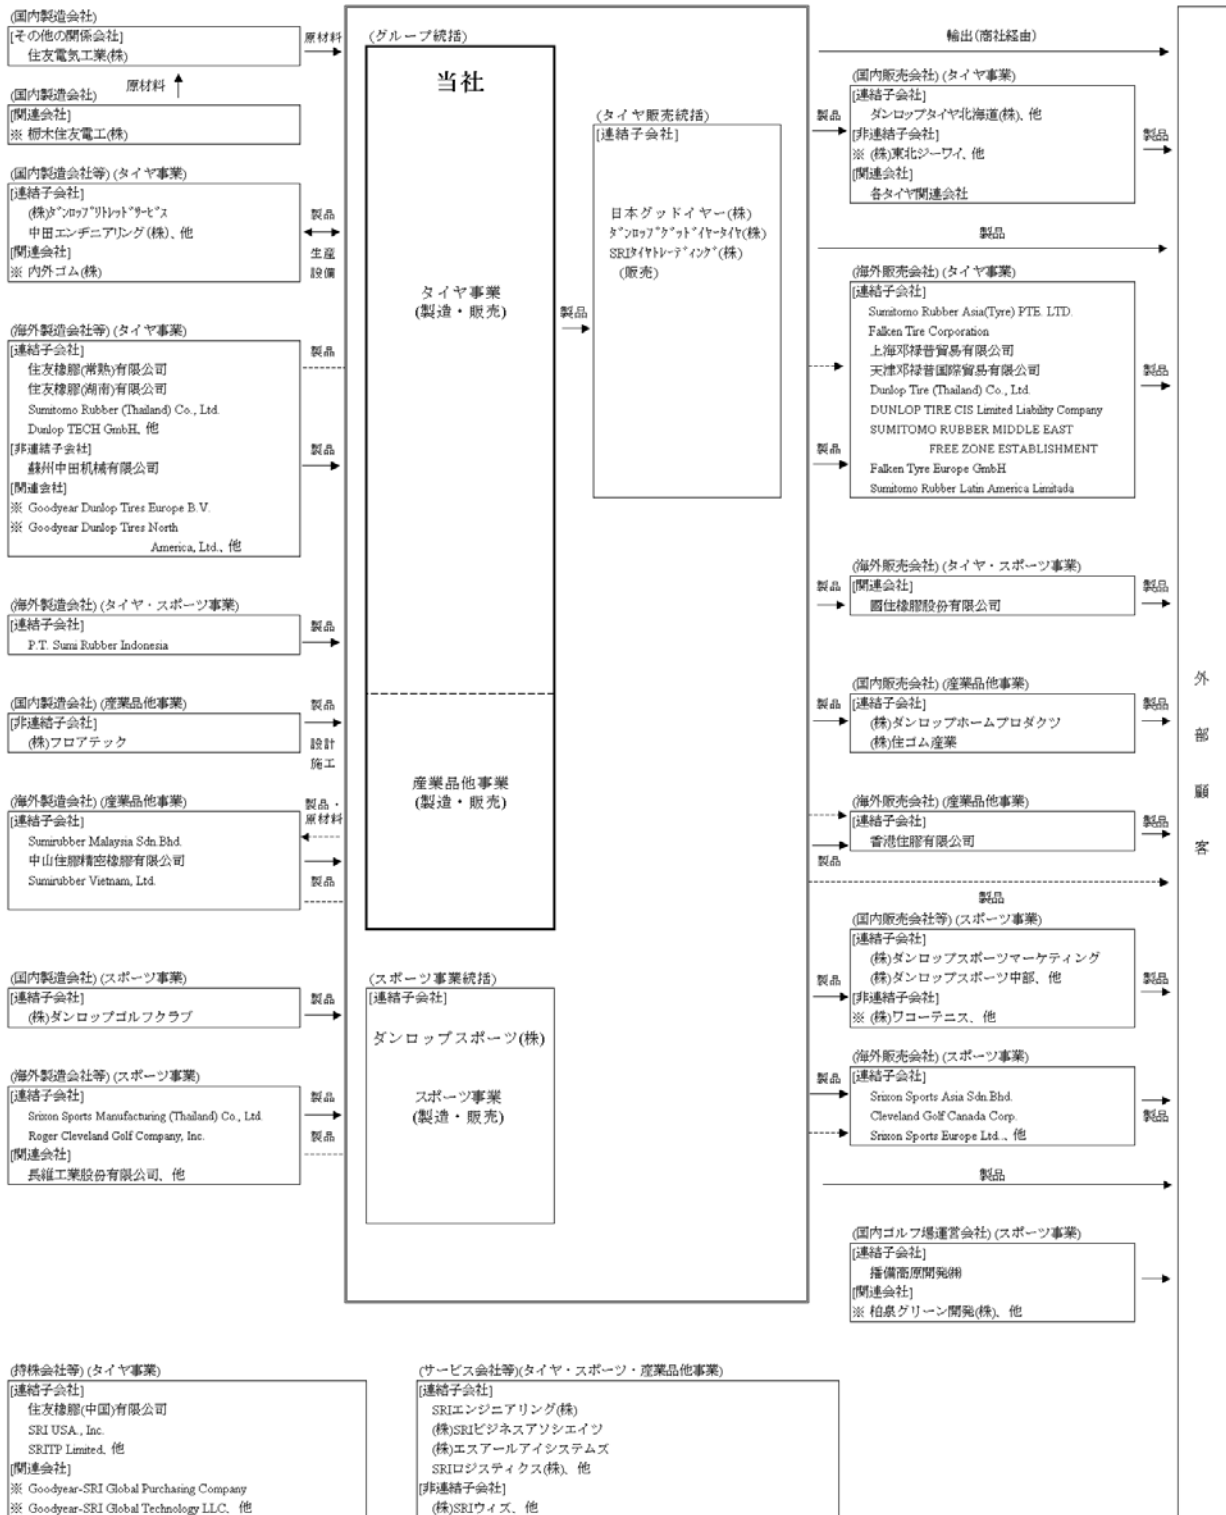 (国内製造会社)
[その他の関係会社]
住友電気工業(株)
原材料
原材料
(国内製造会社)
[関連会社]
※ 栃木住友電工(株)
(国内製造会社等) (タイヤ事業)
[連結子会社]
(株)ダンロップリトレッドサービス
中田エンヂニアリング(株)、他
[関連会社]
※ 内外ゴム(株)
製品
生産
設備
(海外製造会社等) (タイヤ事業)
[連結子会社]
住友橡膠(常熟)有限公司
住友橡膠(湖南)有限公司
Sumitomo Rubber (Thailand) Co., Ltd.
Dunlop TECH GmbH、他
[非連結子会社]
蘇州中田机械有限公司
[関連会社]
※ Goodyear Dunlop Tires Europe B.V.
※ Goodyear Dunlop Tires North
America, Ltd.、他
製品
製品
(海外製造会社) (タイヤ・スポーツ事業)
[連結子会社]
P.T. Sumi Rubber Indonesia
製品
(国内製造会社) (産業品他事業)
[非連結子会社]
(株)フロアテック
製品
設計
施工
(海外製造会社) (産業品他事業)
[連結子会社]
Sumirubber Malaysia Sdn.Bhd.
中山住膠精密橡膠有限公司
Sumirubber Vietnam, Ltd.
製品・
原材料
製品
(国内製造会社) (スポーツ事業)
[連結子会社]
(株)ダンロップゴルフクラブ
製品
(海外製造会社等) (スポーツ事業)
[連結子会社]
Srixon Sports Manufacturing (Thailand) Co., Ltd.
Roger Cleveland Golf Company, Inc.
[関連会社]
長維工業股份有限公司、他
製品
製品
(グループ統括)
当社
タイヤ事業
(製造・販売)
産業品他事業
(製造・販売)
製品
(タイヤ販売統括)
[連結子会社]
日本グッドイヤー(株)
ダンロップグッドイヤータイヤ(株)
SRIタイヤトレーディング(株)
(販売)
(スポーツ事業統括)
[連結子会社]
ダンロップスポーツ(株)
スポーツ事業
(製造・販売)
輸出(商社経由)
(国内販売会社) (タイヤ事業)
[連結子会社]
ダンロップタイヤ北海道(株)、他
[非連結子会社]
※ (株)東北ジーワイ、他
[関連会社]
各タイヤ関連会社
製品
製品
製品
(海外販売会社) (タイヤ事業)
[連結子会社]
Sumitomo Rubber Asia(Tyre) PTE. LTD.
Falken Tire Corporation
上海邓禄普貿易有限公司
天津邓禄普国際貿易有限公司
Dunlop Tire (Thailand) Co., Ltd.
DUNLOP TIRE CIS Limited Liability Company
SUMITOMO RUBBER MIDDLE EAST
FREE ZONE ESTABLISHMENT
Falken Tyre Europe GmbH
Sumitomo Rubber Latin America Limitada
製品
製品
(海外販売会社) (タイヤ・スポーツ事業)
[関連会社]
國住橡膠股份有限公司
製品
製品
(国内販売会社) (産業品他事業)
[連結子会社]
(株)ダンロップホームプロダクツ
(株)住ゴム産業
製品
製品
(海外販売会社) (産業品他事業)
[連結子会社]
香港住膠有限公司
製品
製品
製品
(国内販売会社等) (スポーツ事業)
[連結子会社]
(株)ダンロップスポーツマーケティング
(株)ダンロップスポーツ中部、他
[非連結子会社]
※ (株)ワコーテニス、他
製品
製品
(海外販売会社) (スポーツ事業)
[連結子会社]
Srixon Sports Asia Sdn.Bhd.
Cleveland Golf Canada Corp.
Srixon Sports Europe Ltd.、他
製品
製品
製品
(国内ゴルフ場運営会社) (スポーツ事業)
[連結子会社]
播備高原開発㈱
[関連会社]
※ 柏泉グリーン開発(株)、他
外
部
顧
客
(持株会社等) (タイヤ事業)
[連結子会社]
住友橡膠(中国)有限公司
SRI USA., Inc.
SRITP Limited、他
[関連会社]
※ Goodyear-SRI Global Purchasing Company
※ Goodyear-SRI Global Technology LLC、他
(サービス会社等)(タイヤ・スポーツ・産業品他事業)
[連結子会社]
SRIエンジニアリング(株)
(株)SRIビジネスアソシエイツ
(株)エスアールアイシステムズ
SRIロジスティクス(株)、他
[非連結子会社]
(株)SRIウィズ、他